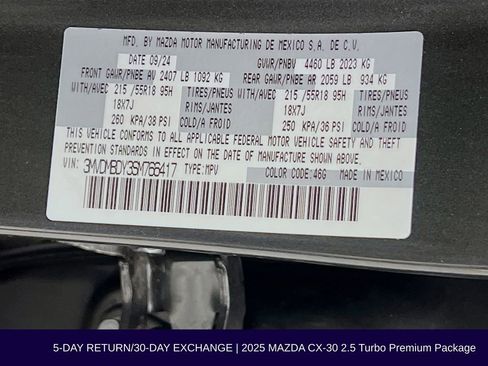 MFD. BY MAZDA MOTOR MANUFACTURING DE MEXICO S.A. DE C.V.
DATE 09/24 GVWR/PNBV 4460 LB 2023 KG
FRONT GAWR/PNBE AV 2407 LB 1092 KG REAR GAWR/PNBE AR 2059 LB 934 KG
WITH/AVEC 215 /55R18 95H TIRES/PNEUS WITH/AVEC 215 /55R18 95H TIRES/PNEUS
18X7J RIMS/JANTES 18X7J RIMS/JANTES
260 KPA/38 PSI COLD/A FROID 250 KPA/36 PSI COLD/A FROID
THIS VEHICLE CONFORMS TO ALL APPLICABLE FEDERAL MOTOR VEHICLE SAFETY AND THEFT
PREVENTION STANDARDS IN EFFECT ON THE DATE OF MANUFACTURE SHOWN ABOVE.
VIN: 3MVDMBDY3SM766417 TYPE:MPV COLOR CODE:46G MADE IN MEXICO
5-DAY RETURN/30-DAY EXCHANGE | 2025 MAZDA CX-30 2.5 Turbo Premium Package